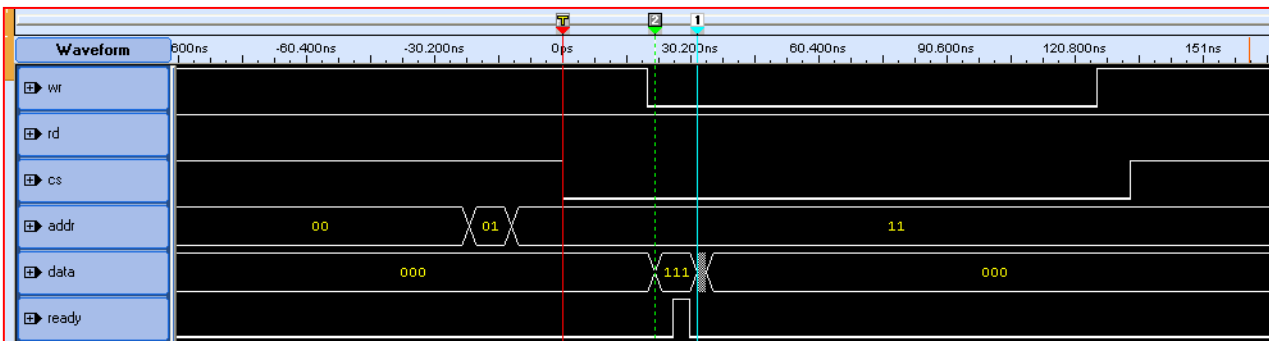 T 2 1
Waveform 600ns -60.400ns -30.200ns 0ps 30.200ns 60.400ns 90.600ns 120.800ns 151ns
wr
rd
cs
addr 00 01 11
data 000 111 000
ready